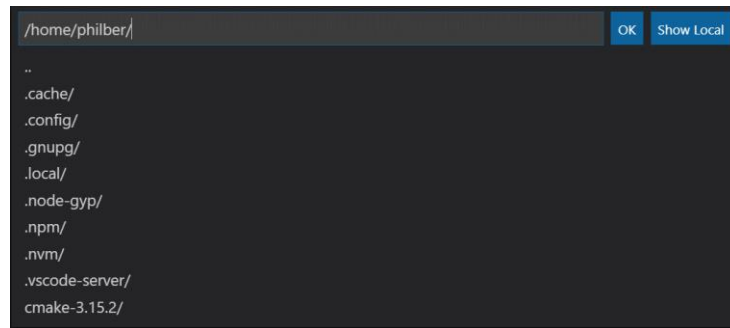 /home/philber/
OK
Show Local
..
.cache/
.config/
.gnupg/
.local/
.node-gyp/
.npm/
.nvm/
.vscode-server/
cmake-3.15.2/